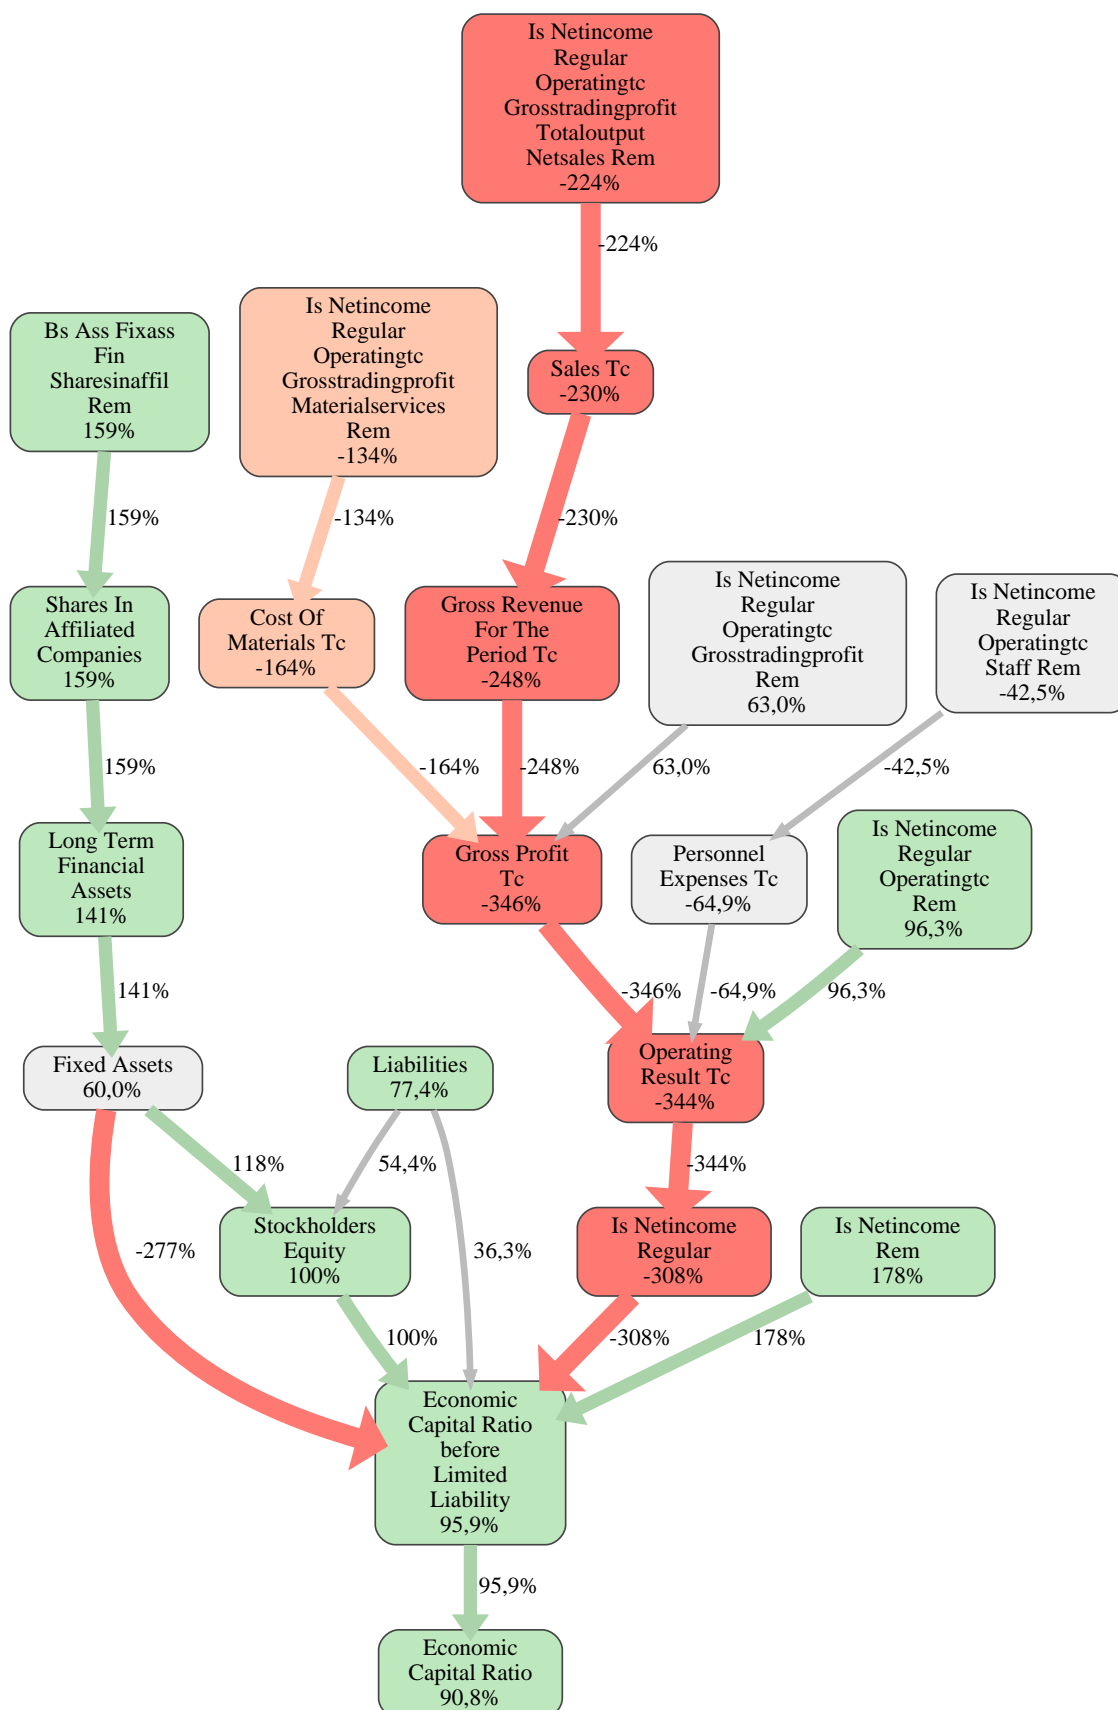 Is Netincome
Regular
Operatingtc
Grosstradingprofit
Totaloutput
Netsales Rem
-224%
-224%
Bs Ass Fixass
Fin
Sharesinaffil
Rem
159%
Is Netincome
Regular
Operatingtc
Grosstradingprofit
Materialservices
Rem
-134%
Sales Tc
-230%
159%
-134%
-230%
Shares In
Affiliated
Companies
159%
Cost Of
Materials Tc
-164%
Gross Revenue
For The
Period Tc
-248%
Is Netincome
Regular
Operatingtc
Grosstradingprofit
Rem
63,0%
Is Netincome
Regular
Operatingtc
Staff Rem
-42,5%
159%
-164%
-248%
63,0%
-42,5%
Long Term
Financial
Assets
141%
Gross Profit
Tc
-346%
Personnel
Expenses Tc
-64,9%
Is Netincome
Regular
Operatingtc
Rem
96,3%
141%
-346%
-64,9%
96,3%
Fixed Assets
60,0%
Liabilities
77,4%
Operating
Result Tc
-344%
118%
54,4%
-344%
-277%
Stockholders
Equity
100%
36,3%
Is Netincome
Regular
-308%
Is Netincome
Rem
178%
100%
-308%
178%
Economic
Capital Ratio
before
Limited
Liability
95,9%
95,9%
Economic
Capital Ratio
90,8%